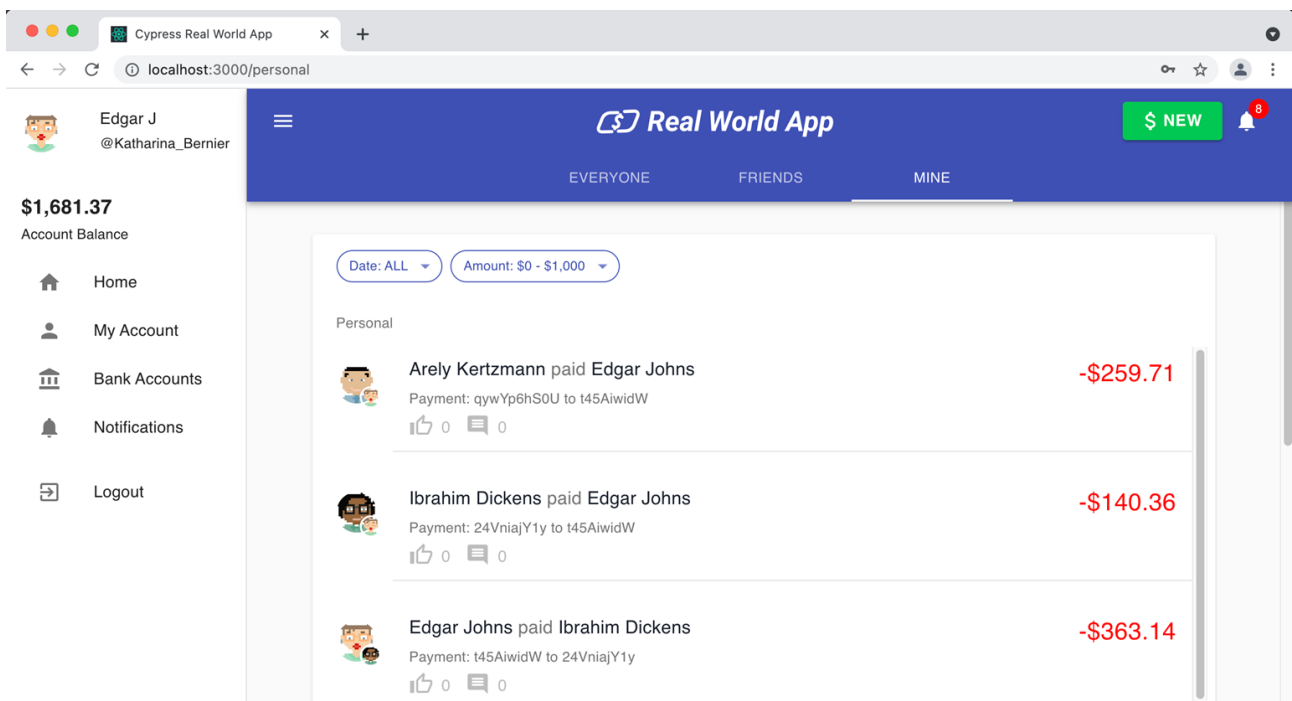 Cypress Real World App
localhost:3000/personal
Edgar J
@Katharina_Bernier
$1,681.37
Account Balance
Home
My Account
Bank Accounts
Notifications
Logout
Real World App
$ NEW
8
EVERYONE
FRIENDS
MINE
Date: ALL
Amount: $0 - $1,000
Personal
Arely Kertzmann paid Edgar Johns
-$259.71
Payment: qywYp6hS0U to t45AiwidW
0 0
Ibrahim Dickens paid Edgar Johns
-$140.36
Payment: 24VniajY1y to t45AiwidW
0 0
Edgar Johns paid Ibrahim Dickens
-$363.14
Payment: t45AiwidW to 24VniajY1y
0 0